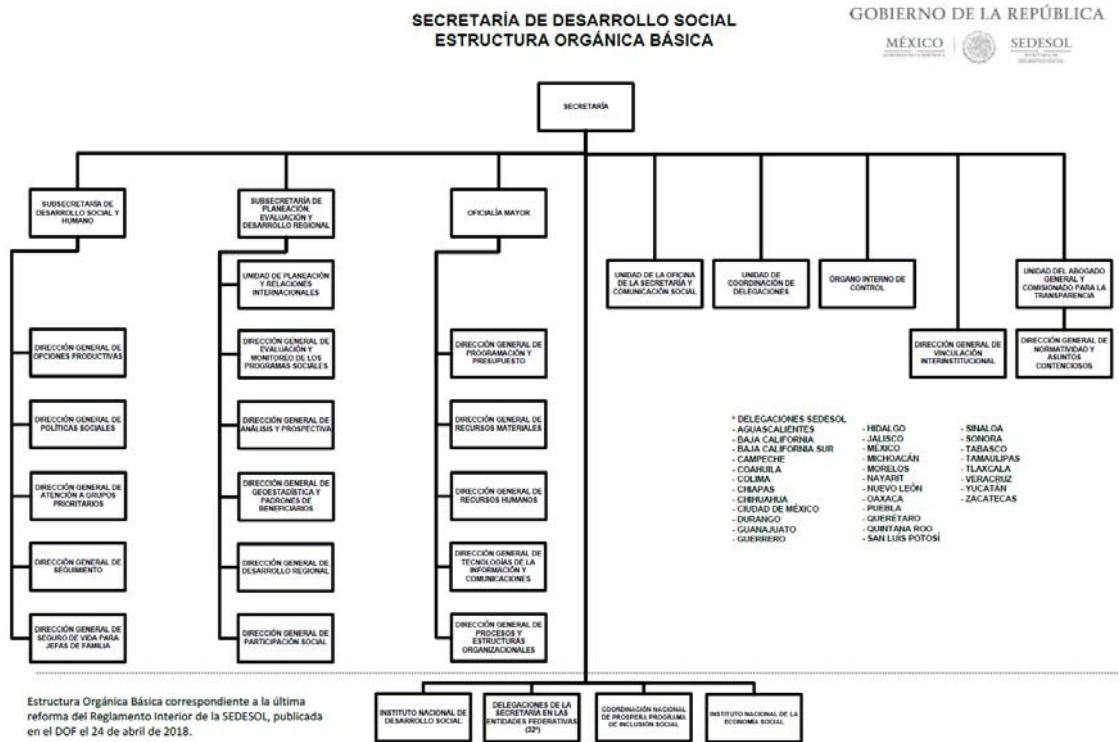 SECRETARÍA DE DESARROLLO SOCIAL
ESTRUCTURA ORGÁNICA BÁSICA
GOBIERNO DE LA REPÚBLICA
MÉXICO
SEDESOL
SECRETARÍA
SUBSECRETARÍA DE
DESARROLLO SOCIAL Y
HUMANO
SUBSECRETARÍA DE
PLANEACIÓN,
EVALUACIÓN Y
DESARROLLO REGIONAL
OFICIALÍA MAYOR
UNIDAD DE PLANEACIÓN
Y RELACIONES
INTERNACIONALES
UNIDAD DE LA OFICINA
DE LA SECRETARÍA Y
COMUNICACIÓN SOCIAL
UNIDAD DE
COORDINACIÓN DE
DELEGACIONES
ÓRGANO INTERNO DE
CONTROL
UNIDAD DEL ABOGADO
GENERAL Y
COMISIONADO PARA LA
TRANSPARENCIA
DIRECCIÓN GENERAL DE
OPCIONES PRODUCTIVAS
DIRECCIÓN GENERAL DE
EVALUACIÓN Y
MONITOREO DE LOS
PROGRAMAS SOCIALES
DIRECCIÓN GENERAL DE
PROGRAMACIÓN Y
PRESUPUESTO
DIRECCIÓN GENERAL DE
VINCULACIÓN
INTERINSTITUCIONAL
DIRECCIÓN GENERAL DE
NORMATIVIDAD Y
ASUNTOS
CONTENCIOSOS
DIRECCIÓN GENERAL DE
POLÍTICAS SOCIALES
DIRECCIÓN GENERAL DE
ANÁLISIS Y PROSPECTIVA
DIRECCIÓN GENERAL DE
RECURSOS MATERIALES
DIRECCIÓN GENERAL DE
ATENCIÓN A GRUPOS
PRIORITARIOS
DIRECCIÓN GENERAL DE
GEOESTADÍSTICA Y
PADRONES DE
BENEFICIARIOS
DIRECCIÓN GENERAL DE
RECURSOS HUMANOS
DIRECCIÓN GENERAL DE
SEGUIMIENTO
DIRECCIÓN GENERAL DE
DESARROLLO REGIONAL
DIRECCIÓN GENERAL DE
TECNOLOGÍAS DE LA
INFORMACIÓN Y
COMUNICACIONES
DIRECCIÓN GENERAL DE
SEGURO DE VIDA PARA
JEFAS DE FAMILIA
DIRECCIÓN GENERAL DE
PARTICIPACIÓN SOCIAL
DIRECCIÓN GENERAL DE
PROCESOS Y
ESTRUCTURAS
ORGANIZACIONALES
* DELEGACIONES SEDESOL
- AGUASCALIENTES
- BAJA CALIFORNIA
- BAJA CALIFORNIA SUR
- CAMPECHE
- COAHUILA
- COLIMA
- CHIAPAS
- CHIHUAHUA
- CIUDAD DE MÉXICO
- DURANGO
- GUANAJUATO
- GUERRERO
- HIDALGO
- JALISCO
- MÉXICO
- MICHOACÁN
- MORELOS
- NAYARIT
- NUEVO LEÓN
- OAXACA
- PUEBLA
- QUERÉTARO
- QUINTANA ROO
- SAN LUÍS POTOSÍ
- SINALOA
- SONORA
- TABASCO
- TAMAULIPAS
- TLAXCALA
- VERACRUZ
- YUCATÁN
- ZACATECAS
Estructura Orgánica Básica correspondiente a la última
reforma del Reglamento Interior de la SEDESOL, publicada
en el DOF el 24 de abril de 2018.
INSTITUTO NACIONAL DE
DESARROLLO SOCIAL
DELEGACIONES DE LA
SECRETARÍA EN LAS
ENTIDADES FEDERATIVAS
(32*)
COORDINACIÓN NACIONAL
DE PROSPERA PROGRAMA
DE INCLUSIÓN SOCIAL
INSTITUTO NACIONAL DE LA
ECONOMÍA SOCIAL